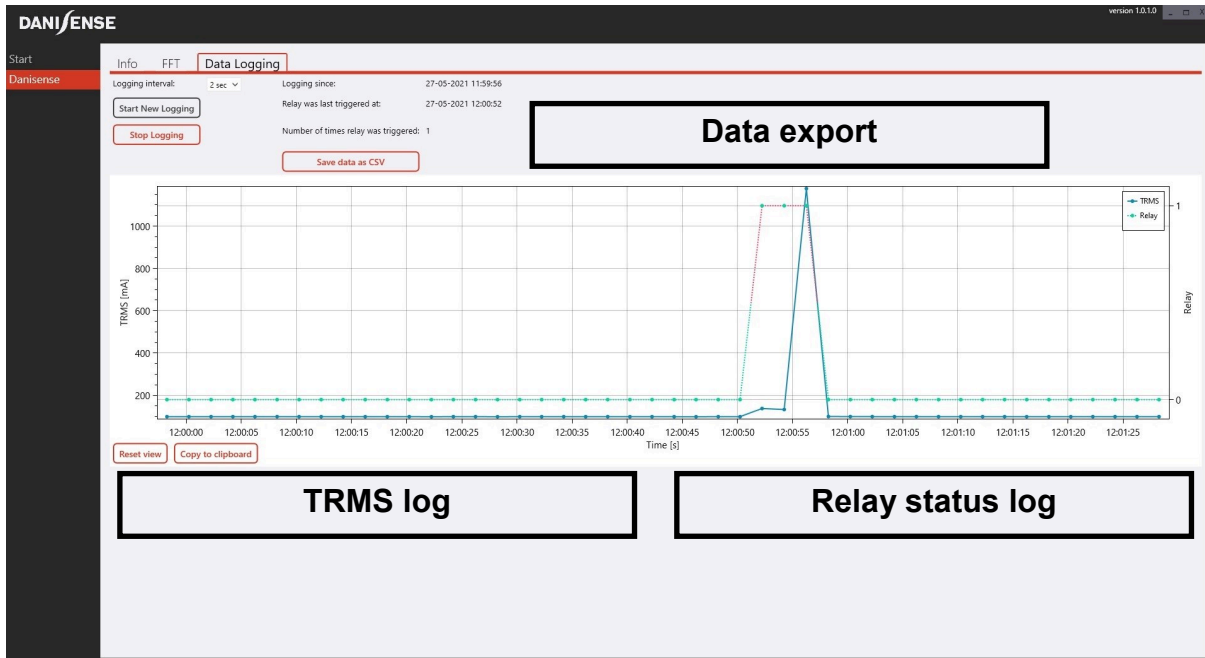 version 1.0.1.0
DANISENSE
Start
Danisense
Info FFT Data Logging
Logging interval: 2 sec Logging since: 27-05-2021 11:59:56
Start New Logging Relay was last triggered at: 27-05-2021 12:00:52
Stop Logging Number of times relay was triggered: 1
Save data as CSV
Data export
TRMS
Relay
1000
800
600
400
200
TRMS [mA]
1
0
Relay
12:00:00 12:00:05 12:00:10 12:00:15 12:00:20 12:00:25 12:00:30 12:00:35 12:00:40 12:00:45 12:00:50 12:00:55 12:01:00 12:01:05 12:01:10 12:01:15 12:01:20 12:01:25
Time [s]
Reset view Copy to clipboard
TRMS log Relay status log